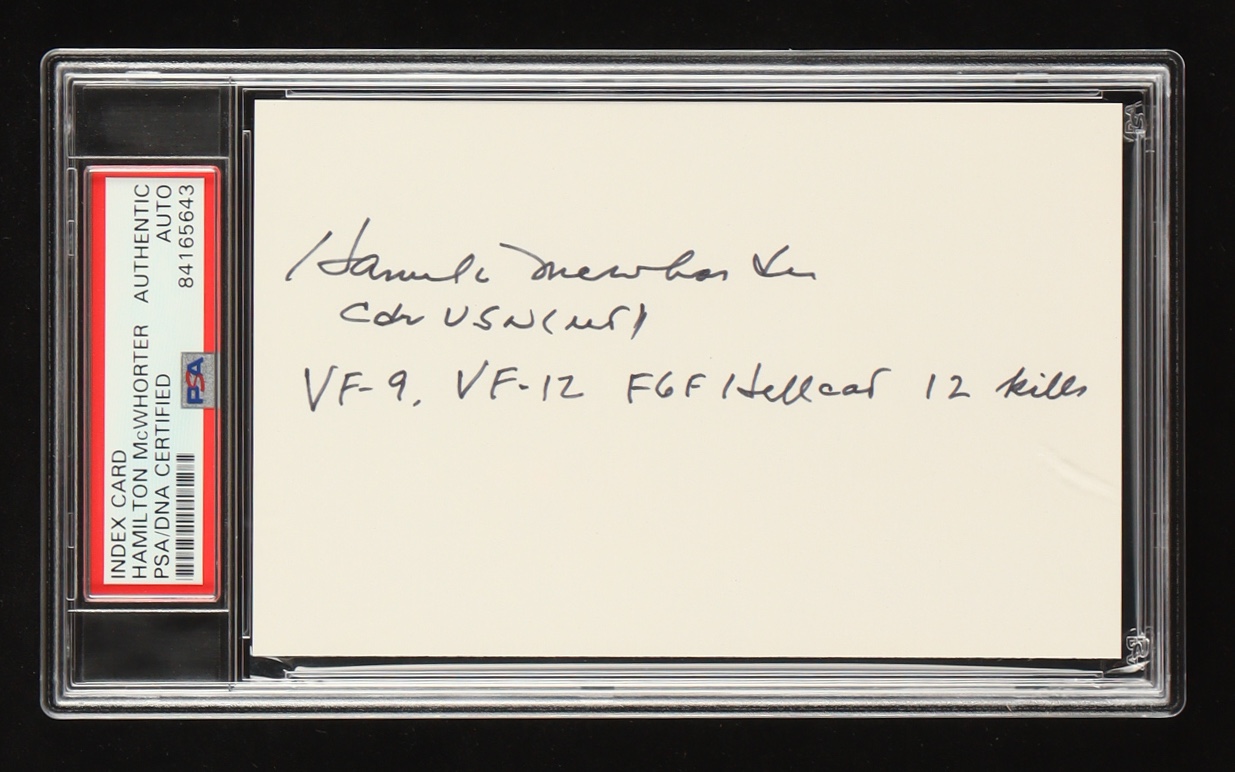 INDEX CARD
HAMILTON McWHORTER AUTHENTIC
PSA/DNA CERTIFIED AUTO
84165643
PSA
Hamilton McWhorter
Cdr USN (ret)
VF-9, VF-12 F6F Hellcat 12 kills